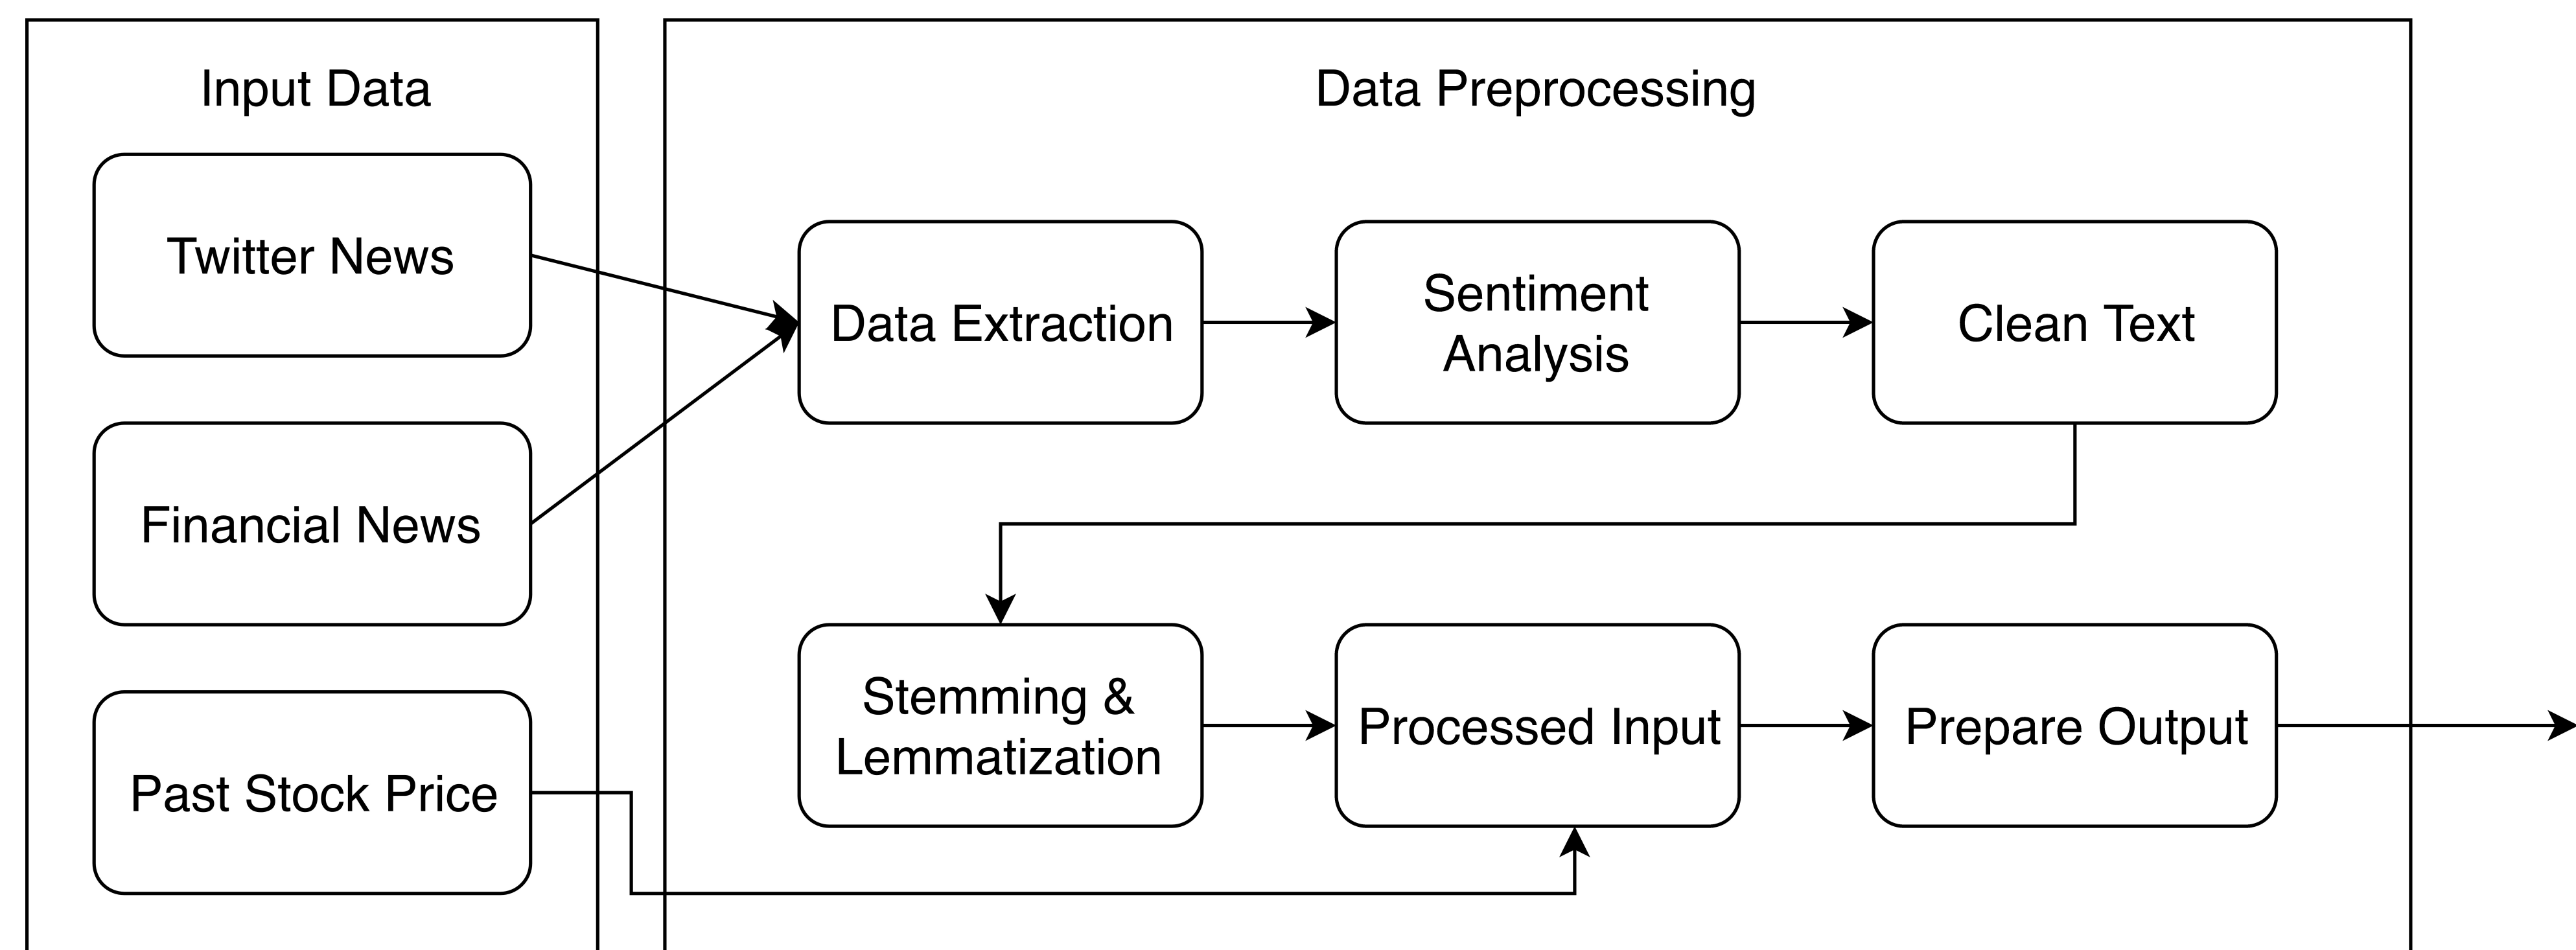 Input Data
Twitter News
Financial News
Past Stock Price
Data Preprocessing
Data Extraction
Sentiment
Analysis
Clean Text
Stemming &
Lemmatization
Processed Input
Prepare Output